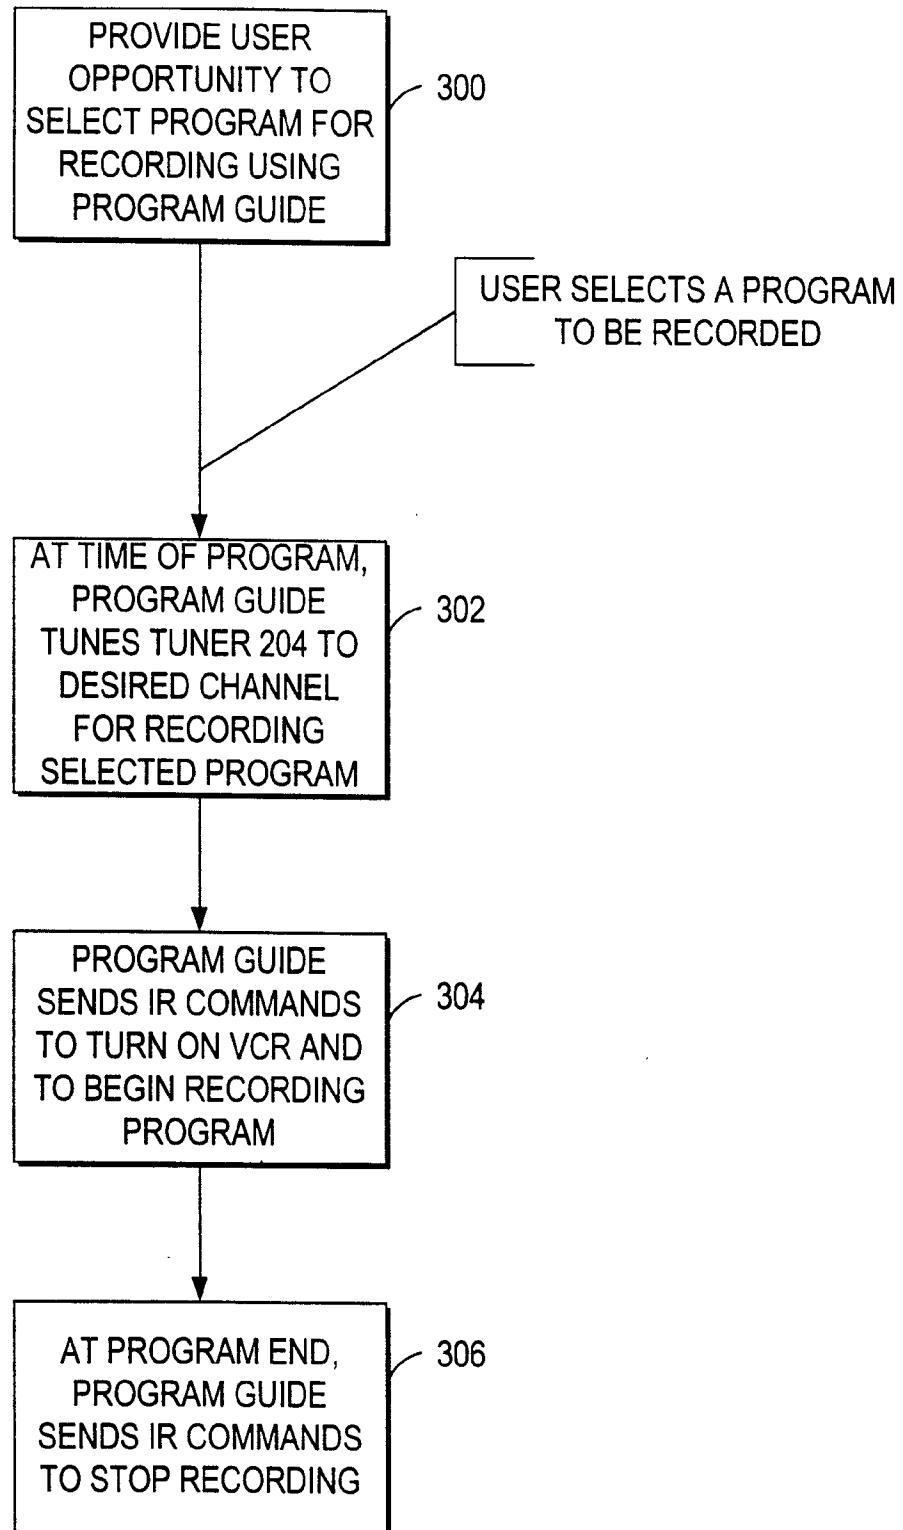 PROVIDE USER
OPPORTUNITY TO
SELECT PROGRAM FOR
RECORDING USING
PROGRAM GUIDE
300
USER SELECTS A PROGRAM
TO BE RECORDED
AT TIME OF PROGRAM,
PROGRAM GUIDE
TUNES TUNER 204 TO
DESIRED CHANNEL
FOR RECORDING
SELECTED PROGRAM
302
PROGRAM GUIDE
SENDS IR COMMANDS
TO TURN ON VCR AND
TO BEGIN RECORDING
PROGRAM
304
AT PROGRAM END,
PROGRAM GUIDE
SENDS IR COMMANDS
TO STOP RECORDING
306